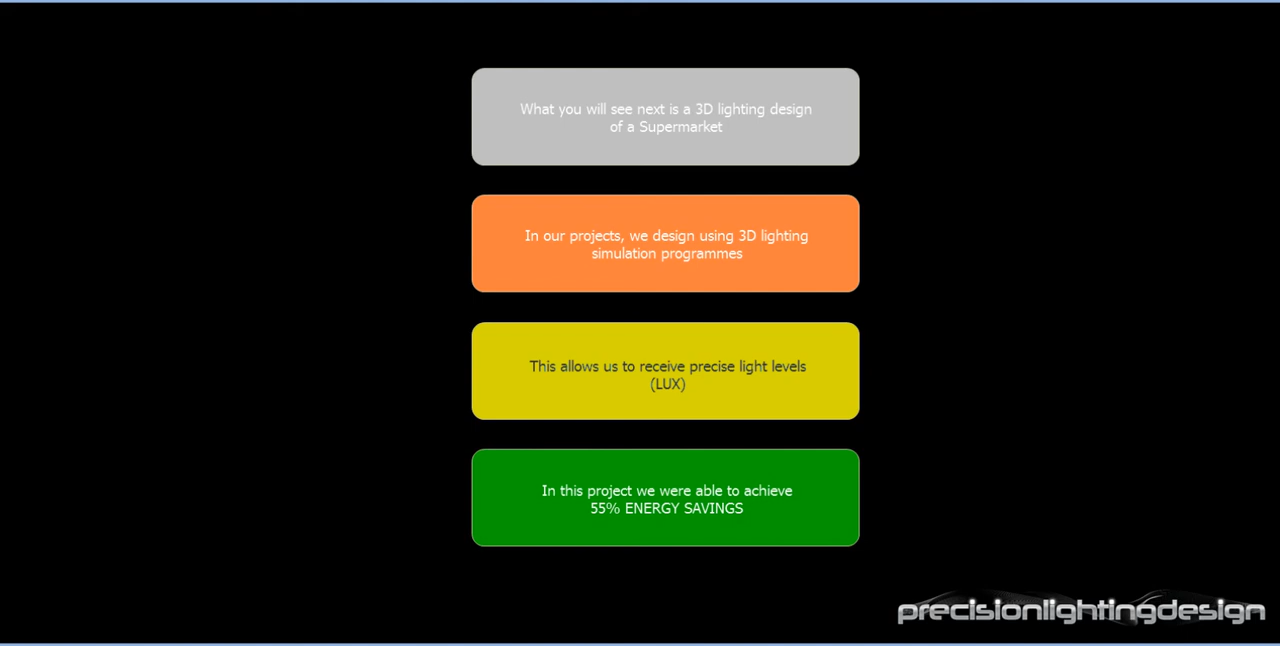 What you will see next is a 3D lighting design
of a Supermarket
In our projects, we design using 3D lighting
simulation programmes
This allows us to receive precise light levels
(LUX)
In this project we were able to achieve
55% ENERGY SAVINGS
precisionlightingdesign